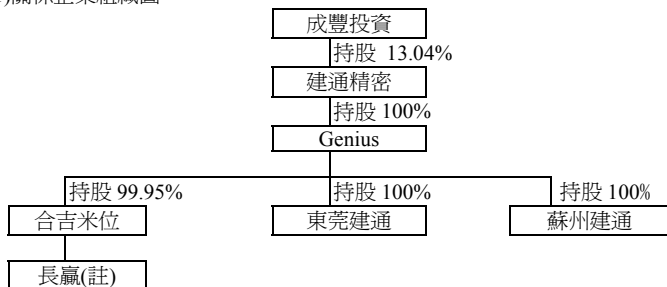 )關係企業組織圖
成豐投資
持股 13.04%
建通精密
持股 100%
Genius
持股 99.95%
持股 100%
持股 100%
合吉米位
東莞建通
蘇州建通
長贏(註)